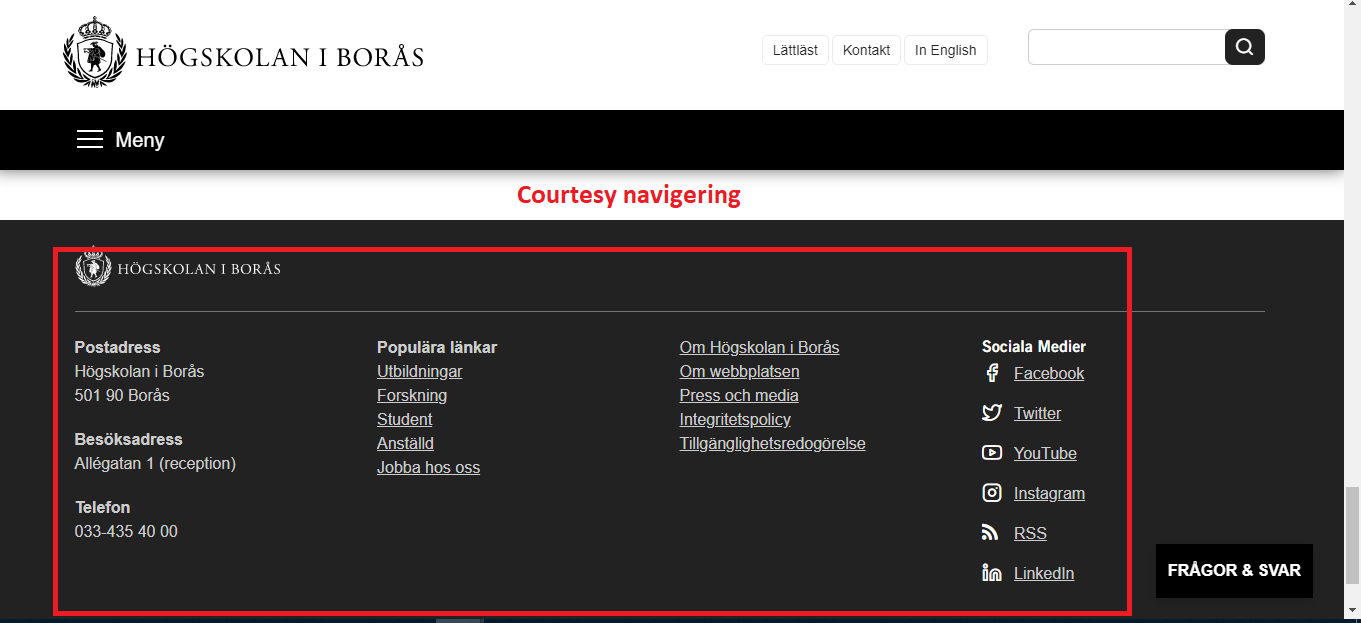 HÖGSKOLAN I BORÅS
Lättläst Kontakt In English
Meny
Courtesy navigering
HÖGSKOLAN I BORÅS
Postadress
Högskolan i Borås
501 90 Borås
Besöksadress
Allégatan 1 (reception)
Telefon
033-435 40 00
Populära länkar
Utbildningar
Forskning
Student
Anställd
Jobba hos oss
Om Högskolan i Borås
Om webbplatsen
Press och media
Integritetspolicy
Tillgänglighetsredogörelse
Sociala Medier
Facebook
Twitter
YouTube
Instagram
RSS
LinkedIn
FRÅGOR & SVAR